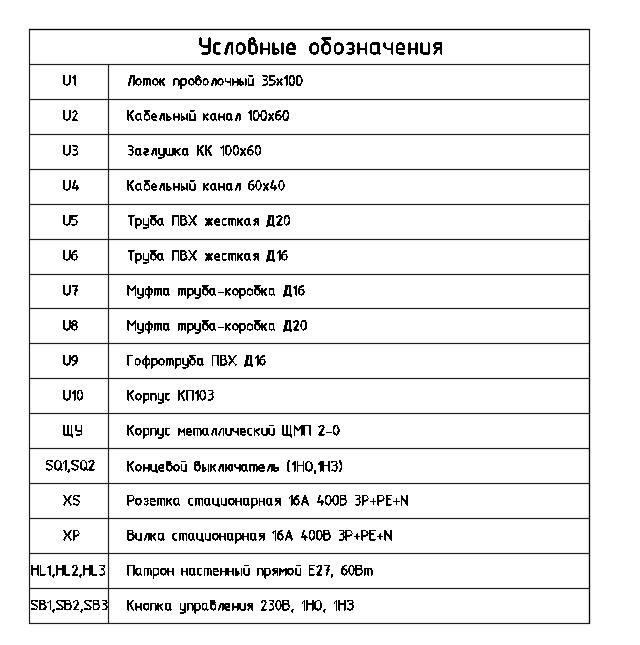 Условные обозначения
U1 Лоток проволочный 35х100
U2 Кабельный канал 100х60
U3 Заглушка КК 100х60
U4 Кабельный канал 60х40
U5 Труба ПВХ жесткая Д20
U6 Труба ПВХ жесткая Д16
U7 Муфта труба-коробка Д16
U8 Муфта труба-коробка Д20
U9 Гофротруба ПВХ Д16
U10 Корпус КП103
ЩУ Корпус металлический ЩМП 2-0
SQ1,SQ2 Концевой выключатель (1НО,1НЗ)
XS Розетка стационарная 16А 400В 3P+PE+N
XP Вилка стационарная 16А 400В 3P+PE+N
HL1,HL2,HL3 Патрон настенный прямой Е27, 60Вт
SB1,SB2,SB3 Кнопка управления 230В, 1НО, 1НЗ